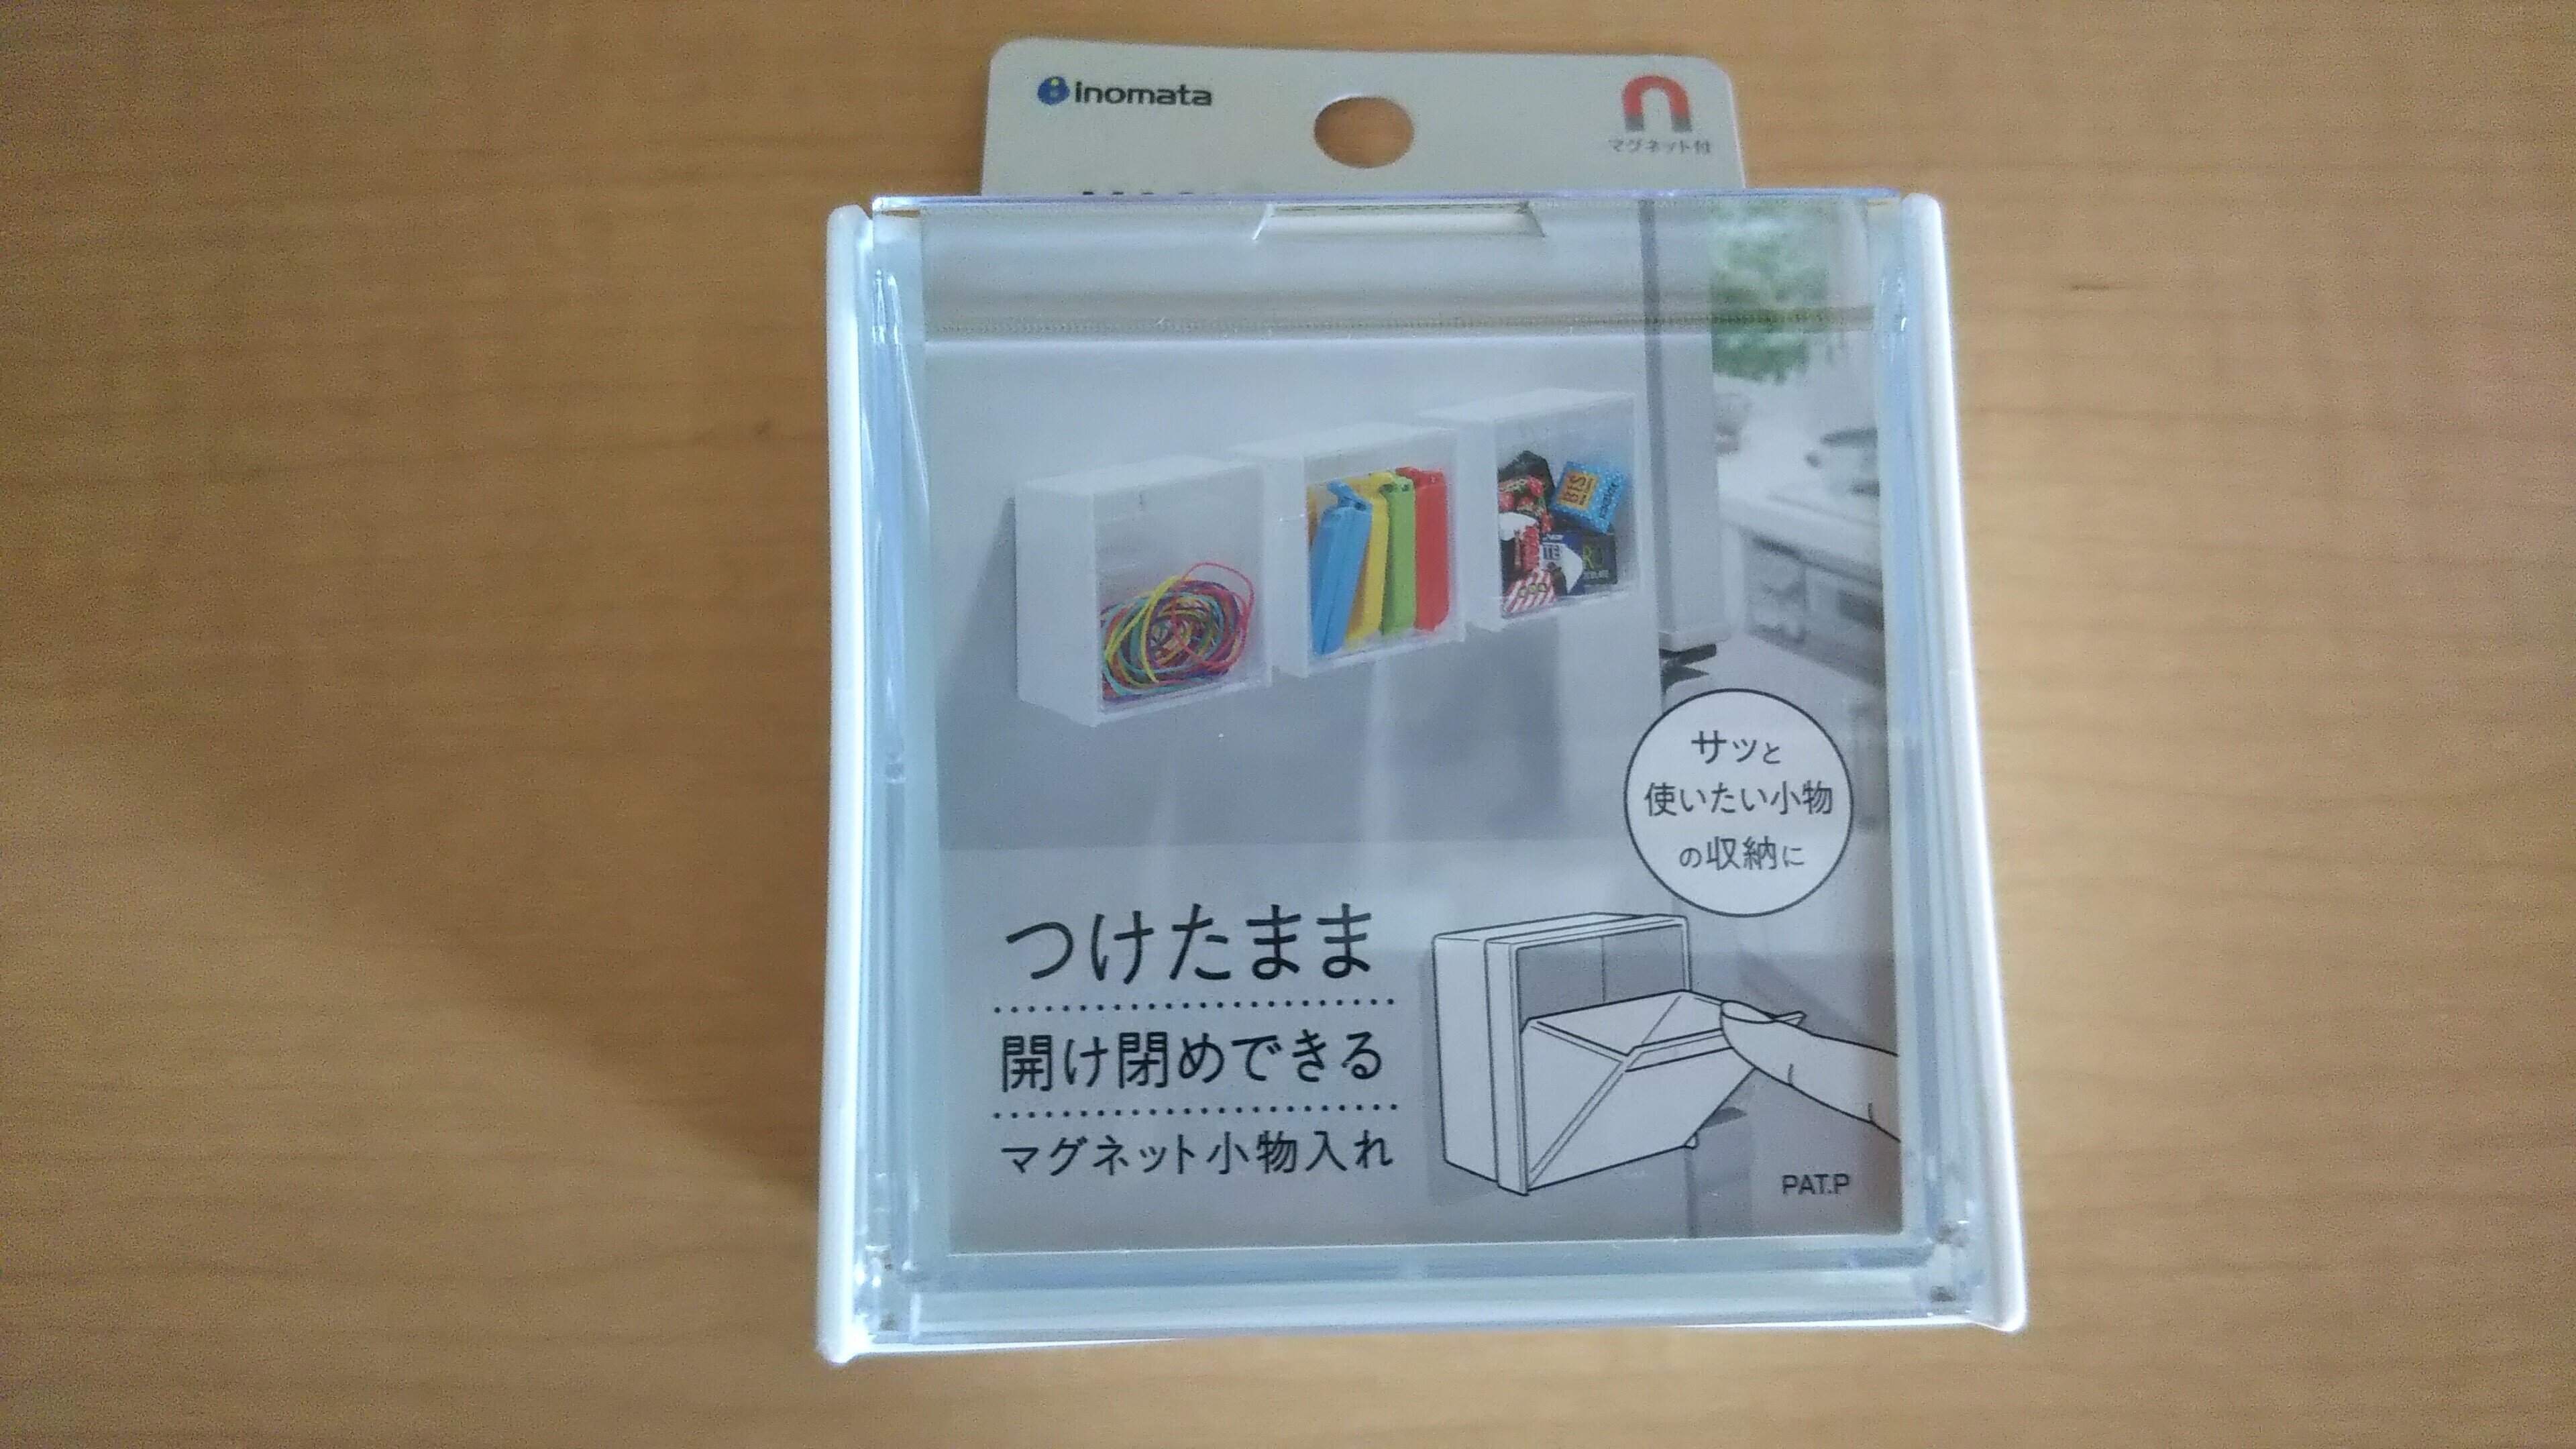 inomata
マグネット付
サッと
使いたい小物
の収納に
つけたまま
開け閉めできる
マグネット小物入れ
PAT.P